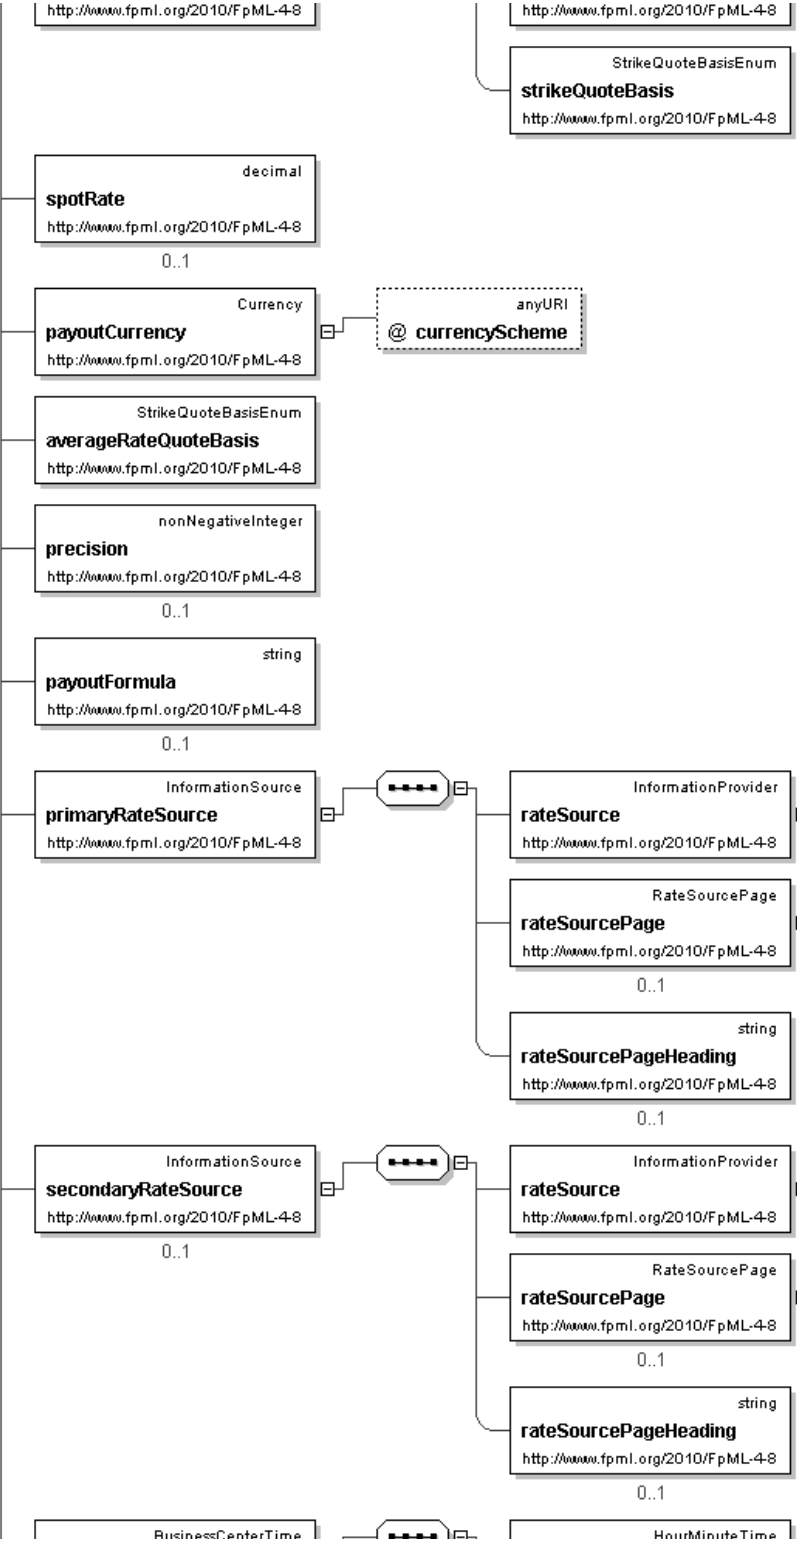 http://www.fpml.org/2010/FpML-4-8
http://www.fpml.org/2010/FpML-4-8
StrikeQuoteBasisEnum
strikeQuoteBasis
http://www.fpml.org/2010/FpML-4-8
decimal
spotRate
http://www.fpml.org/2010/FpML-4-8
0..1
Currency
payoutCurrency
http://www.fpml.org/2010/FpML-4-8
anyURI
@ currencyScheme
StrikeQuoteBasisEnum
averageRateQuoteBasis
http://www.fpml.org/2010/FpML-4-8
nonNegativeInteger
precision
http://www.fpml.org/2010/FpML-4-8
0..1
string
payoutFormula
http://www.fpml.org/2010/FpML-4-8
0..1
InformationSource
primaryRateSource
http://www.fpml.org/2010/FpML-4-8
InformationProvider
rateSource
http://www.fpml.org/2010/FpML-4-8
RateSourcePage
rateSourcePage
http://www.fpml.org/2010/FpML-4-8
0..1
string
rateSourcePageHeading
http://www.fpml.org/2010/FpML-4-8
0..1
InformationSource
secondaryRateSource
http://www.fpml.org/2010/FpML-4-8
0..1
InformationProvider
rateSource
http://www.fpml.org/2010/FpML-4-8
RateSourcePage
rateSourcePage
http://www.fpml.org/2010/FpML-4-8
0..1
string
rateSourcePageHeading
http://www.fpml.org/2010/FpML-4-8
0..1
BusinessCenterTime
HourMinuteTime